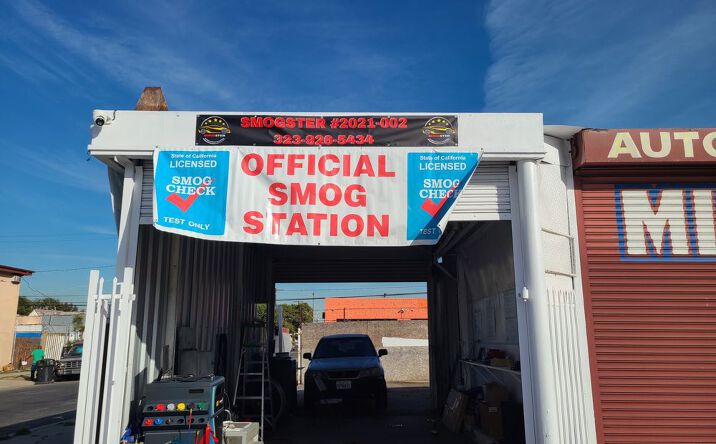 SMOGSTER #2021-002
323-926-5434
State of California
LICENSED
SMOG
CHECK
TEST ONLY
OFFICIAL
SMOG
STATION
State of California
LICENSED
SMOG
CHECK
TEST
AUTO
MI